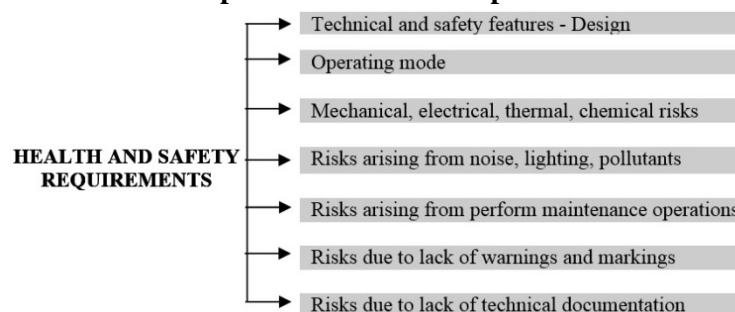 Technical and safety features - Design
Operating mode
Mechanical, electrical, thermal, chemical risks
HEALTH AND SAFETY
REQUIREMENTS
Risks arising from noise, lighting, pollutants
Risks arising from perform maintenance operations
Risks due to lack of warnings and markings
Risks due to lack of technical documentation